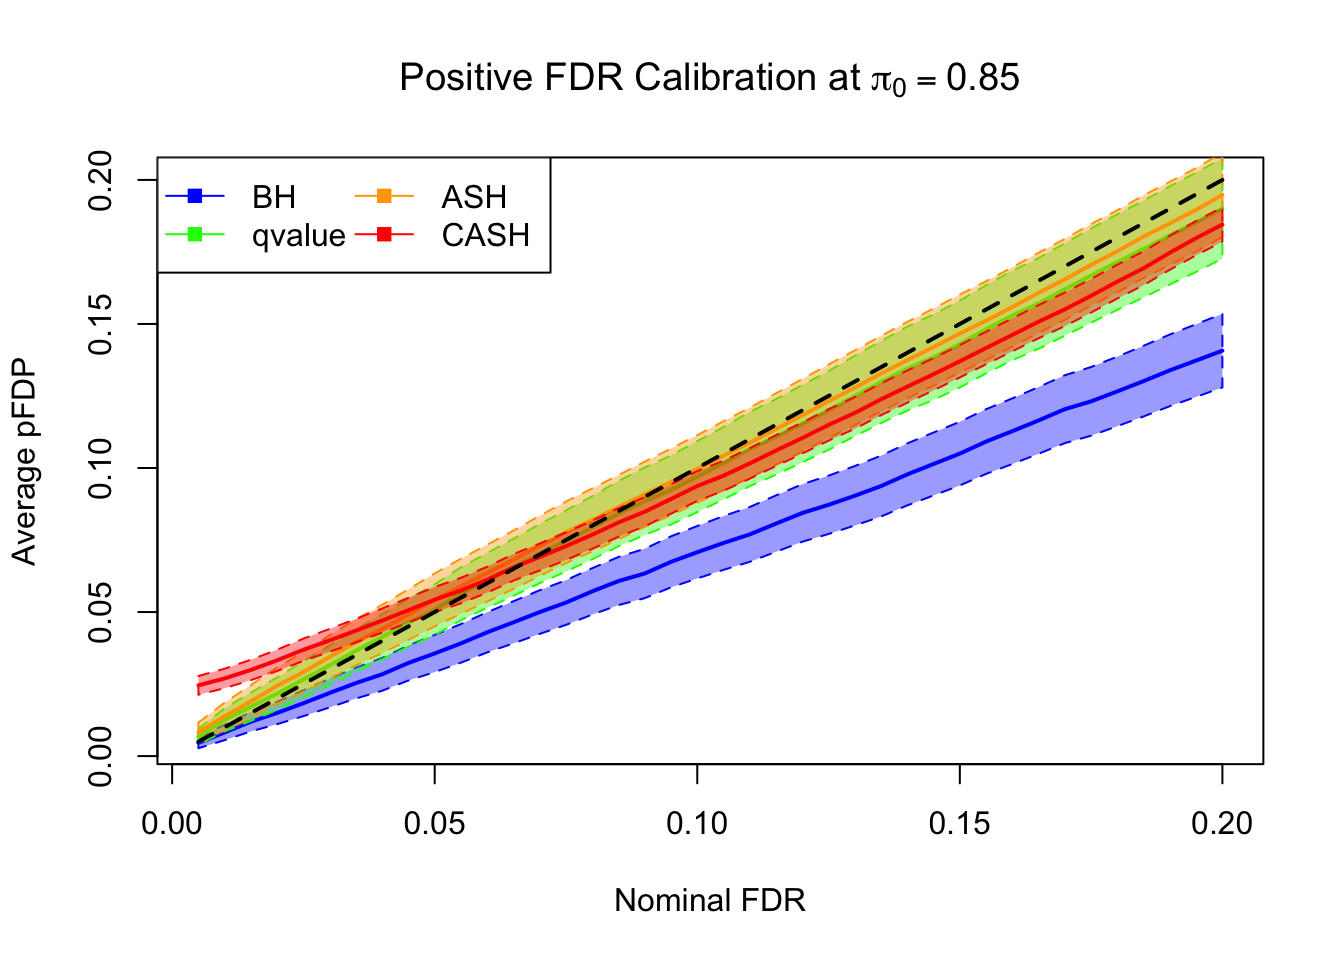 Positive FDR Calibration at π₀ = 0.85
BH ASH
qvalue CASH
Average pFDP
0.20
0.15
0.10
0.05
0.00
0.00 0.05 0.10 0.15 0.20
Nominal FDR